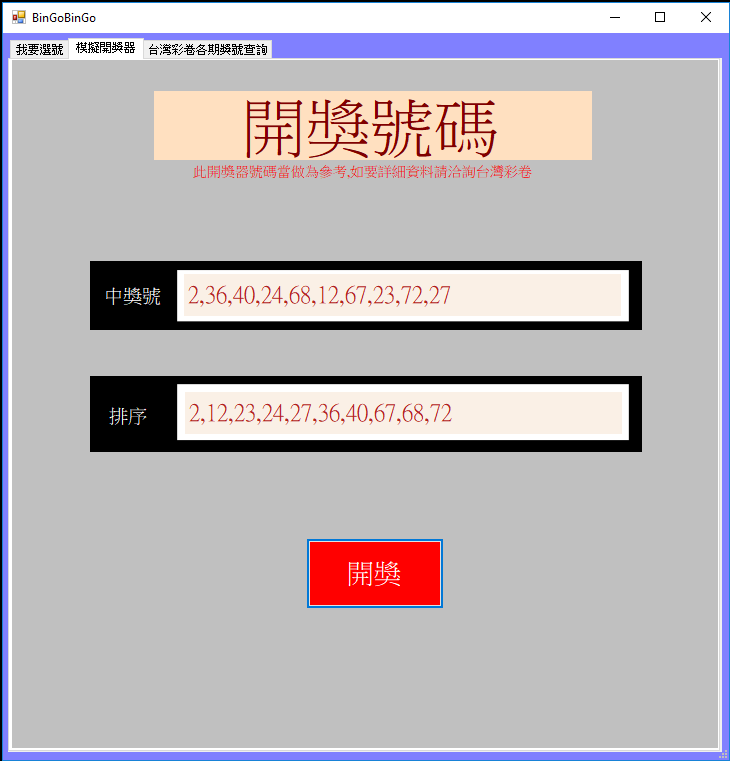 BinGoBinGo
我要選號 模擬開獎器 台灣彩卷各期獎號查詢
開獎號碼
此開獎器號碼當做為參考,如要詳細資料請洽詢台灣彩卷
中獎號 2,36,40,24,68,12,67,23,72,27
排序 2,12,23,24,27,36,40,67,68,72
開獎